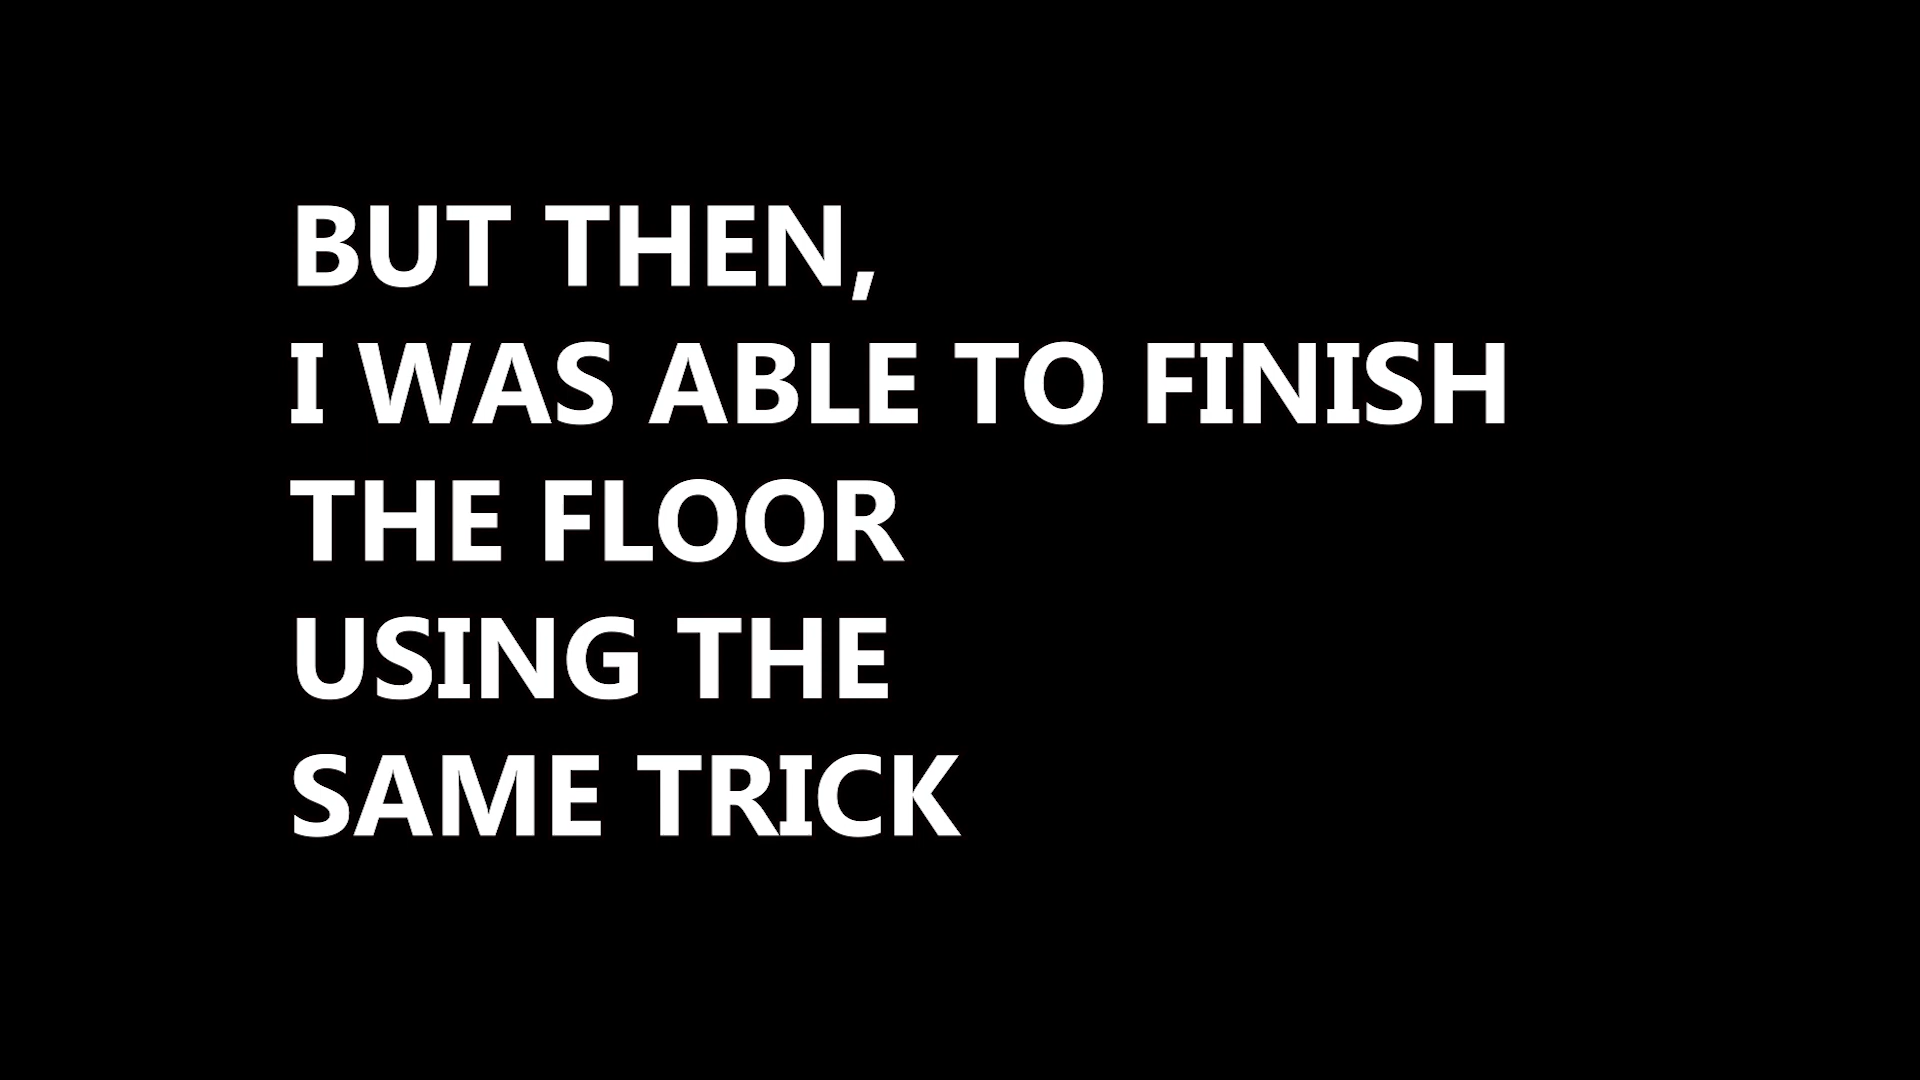 BUT THEN,
I WAS ABLE TO FINISH
THE FLOOR
USING THE
SAME TRICK